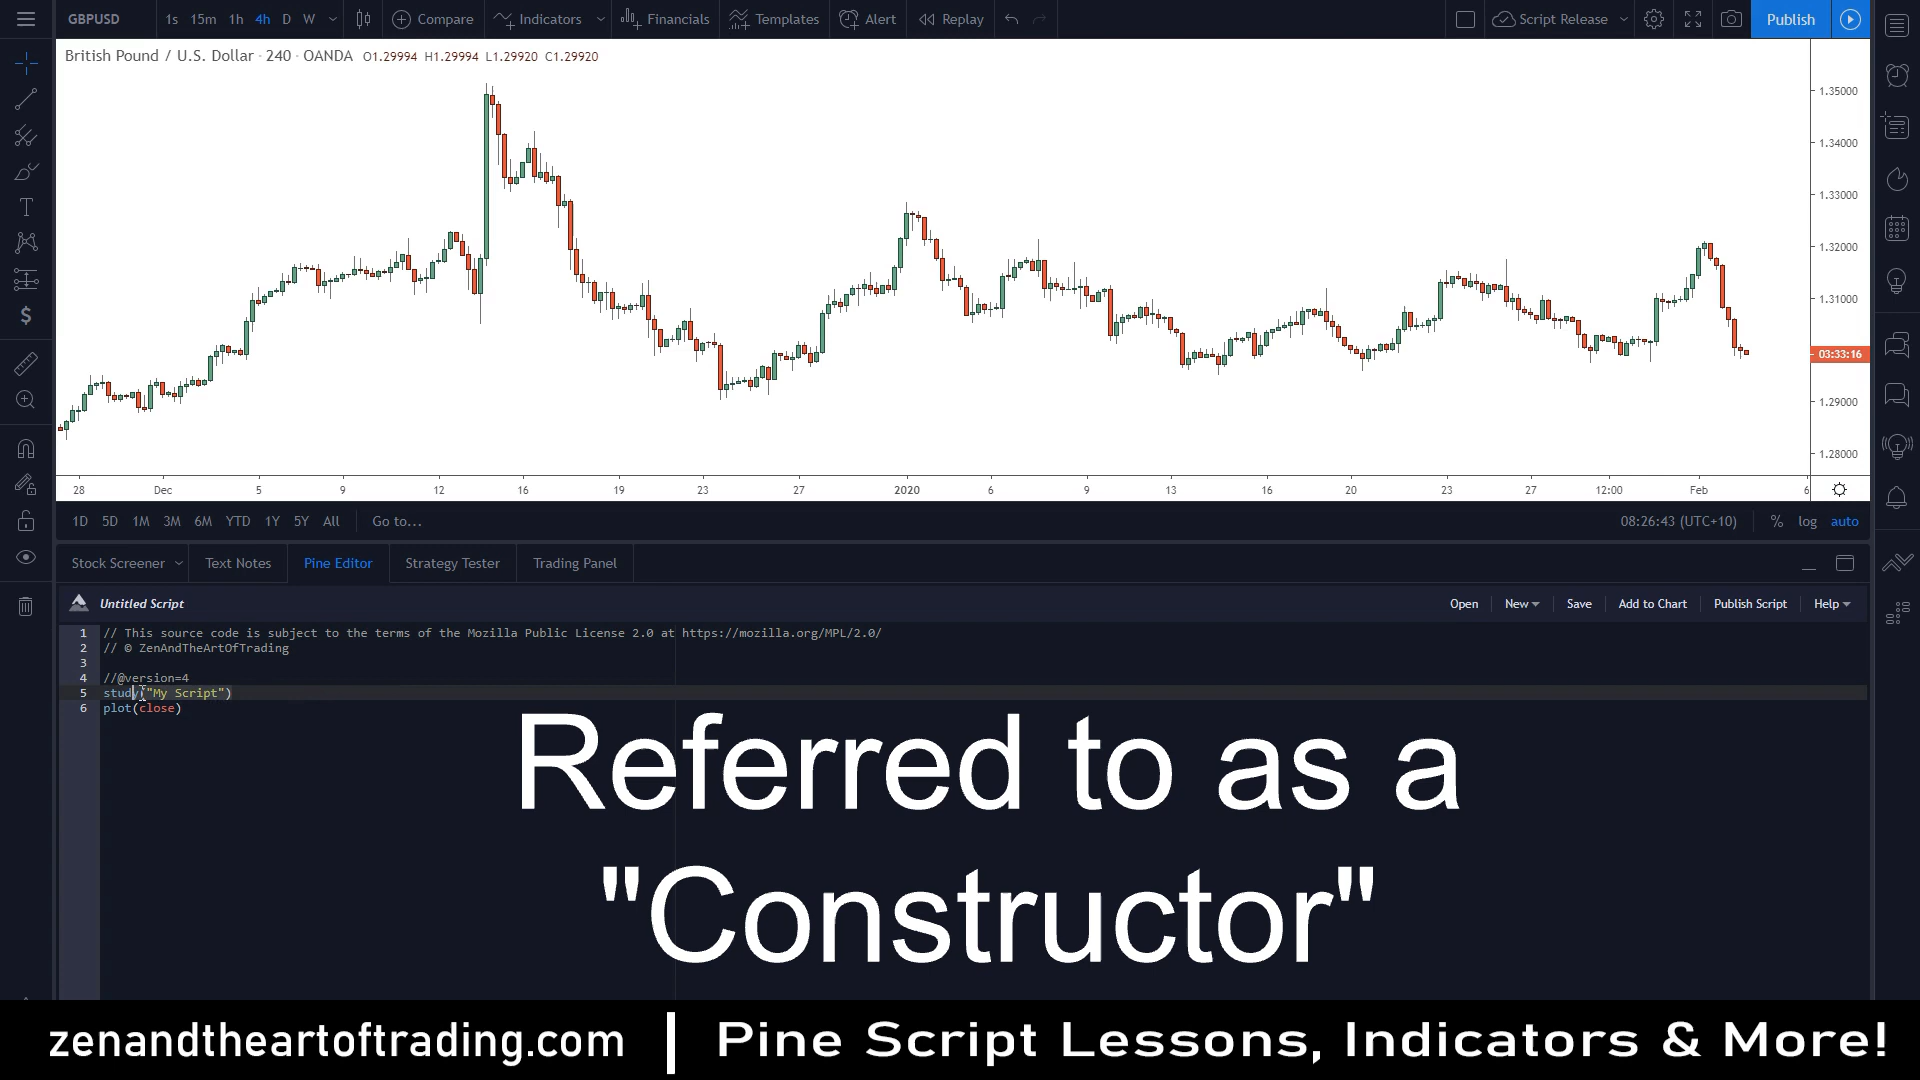 GBPUSD 1s 15m 1h 4h D W Compare Indicators Financials Templates Alert Replay Script Release Publish
British Pound / U.S. Dollar · 240 · OANDA O1.29994 H1.29994 L1.29920 C1.29920
1.35000
1.34000
1.33000
1.32000
1.31000
03:33:16
1.29000
1.28000
28 Dec 5 9 12 16 19 23 27 2020 6 9 13 16 20 23 27 12:00 Feb 6
1D 5D 1M 3M 6M YTD 1Y 5Y All Go to... 08:26:43 (UTC+10) % log auto
Stock Screener Text Notes Pine Editor Strategy Tester Trading Panel
Untitled Script Open New Save Add to Chart Publish Script Help
1 // This source code is subject to the terms of the Mozilla Public License 2.0 at https://mozilla.org/MPL/2.0/
2 // © ZenAndTheArtOfTrading
3
4 //@version=4
5 study("My Script")
6 plot(close)
Referred to as a
"Constructor"
zenandtheartoftrading.com | Pine Script Lessons, Indicators & More!